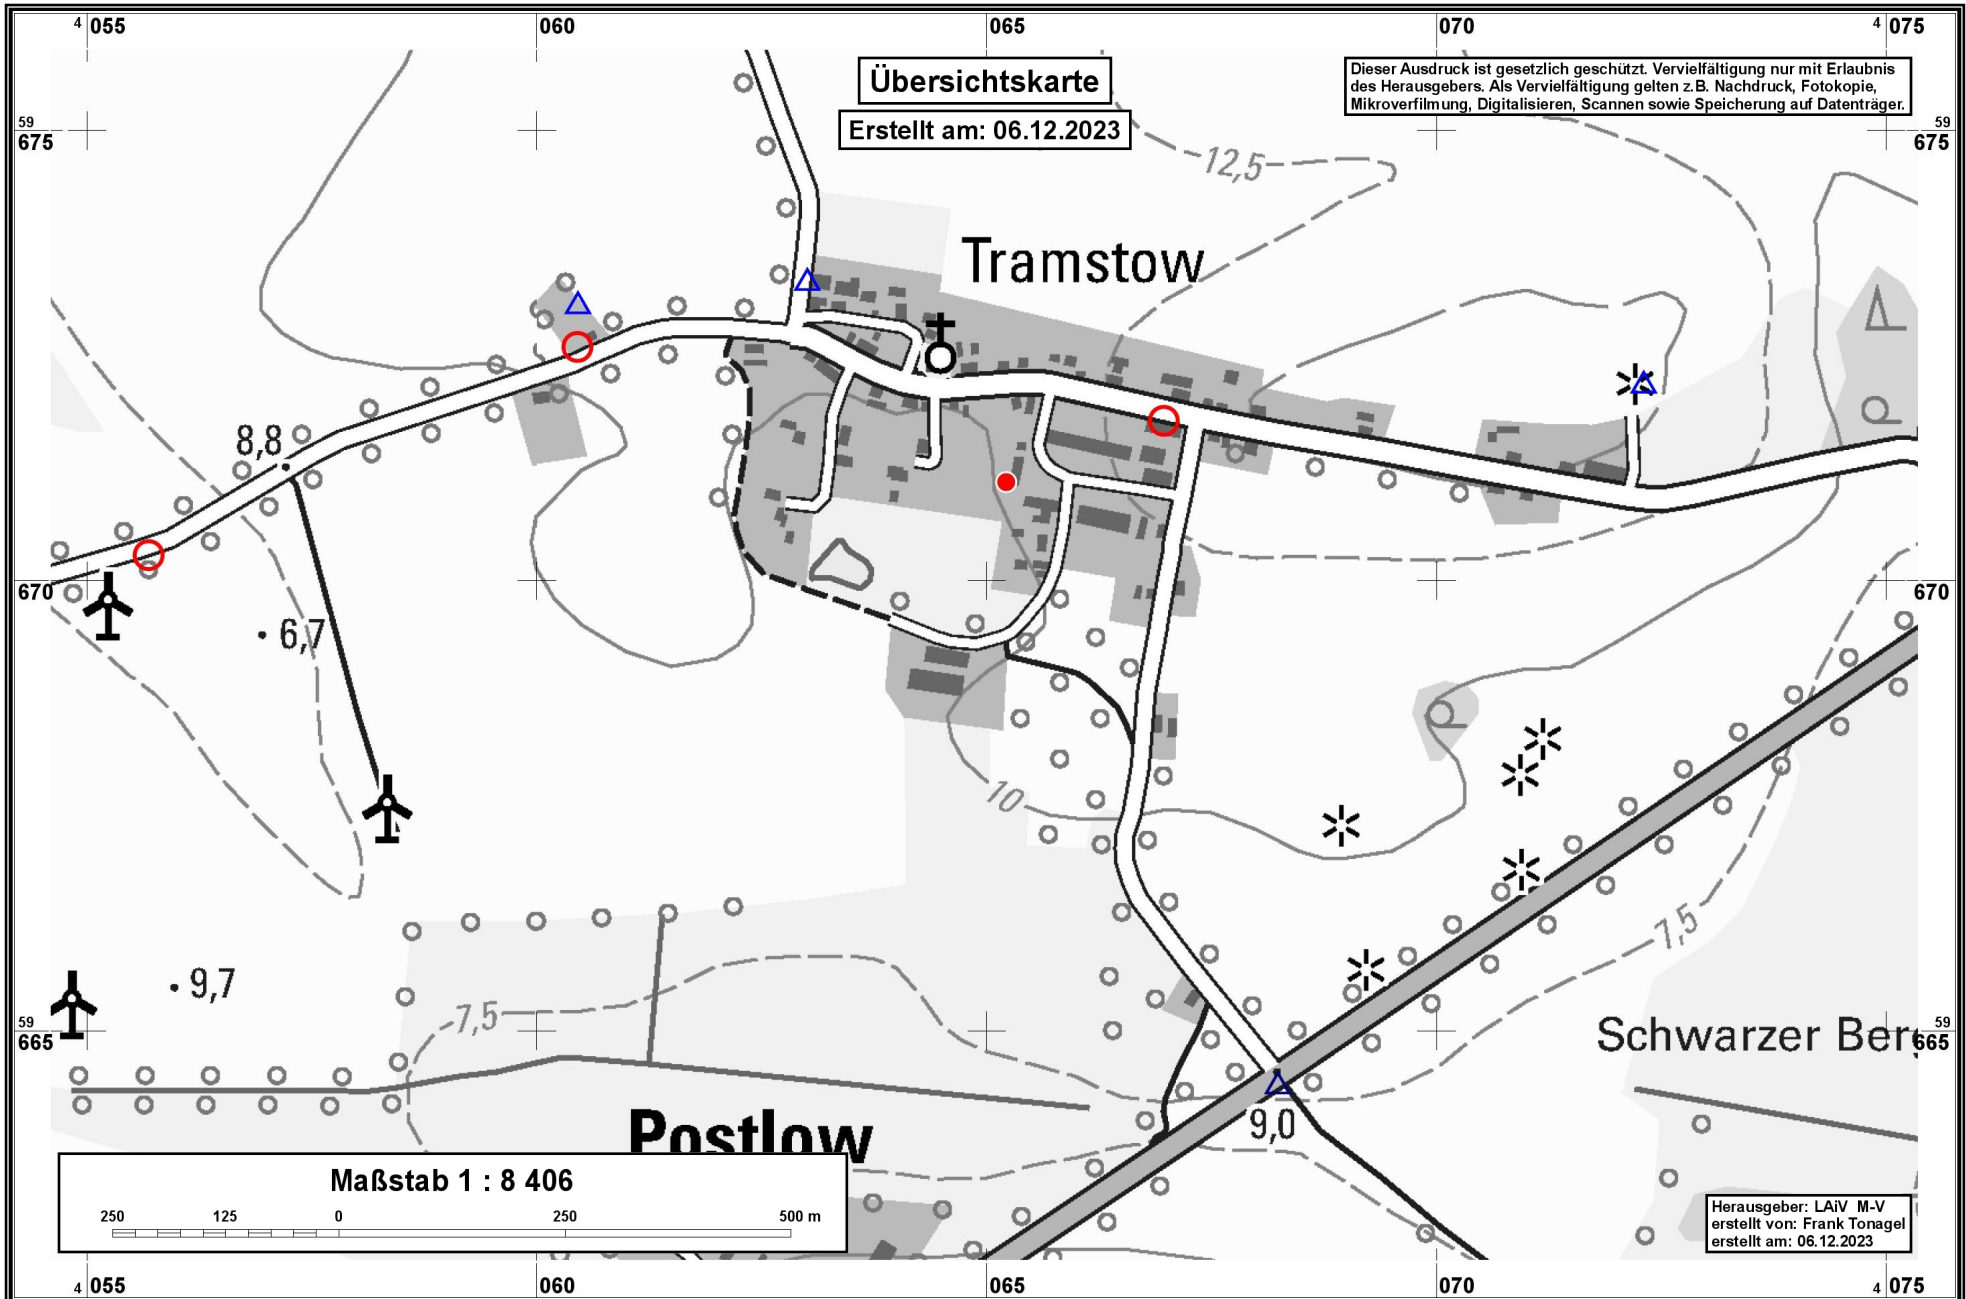 4 055
060
065
070
4 075
Übersichtskarte
Erstellt am: 06.12.2023
Dieser Ausdruck ist gesetzlich geschützt. Vervielfältigung nur mit Erlaubnis
des Herausgebers. Als Vervielfältigung gelten z.B. Nachdruck, Fotokopie,
Mikroverfilmung, Digitalisieren, Scannen sowie Speicherung auf Datenträger.
59
675
59
675
12,5
Tramstow
8,8
670
670
6,7
10
7,5
9,7
7,5
59
665
59
665
Schwarzer Berg
Postlow
9,0
Maßstab 1 : 8 406
250 125 0 250 500 m
Herausgeber: LAiV M-V
erstellt von: Frank Tonagel
erstellt am: 06.12.2023
4 055
060
065
070
4 075